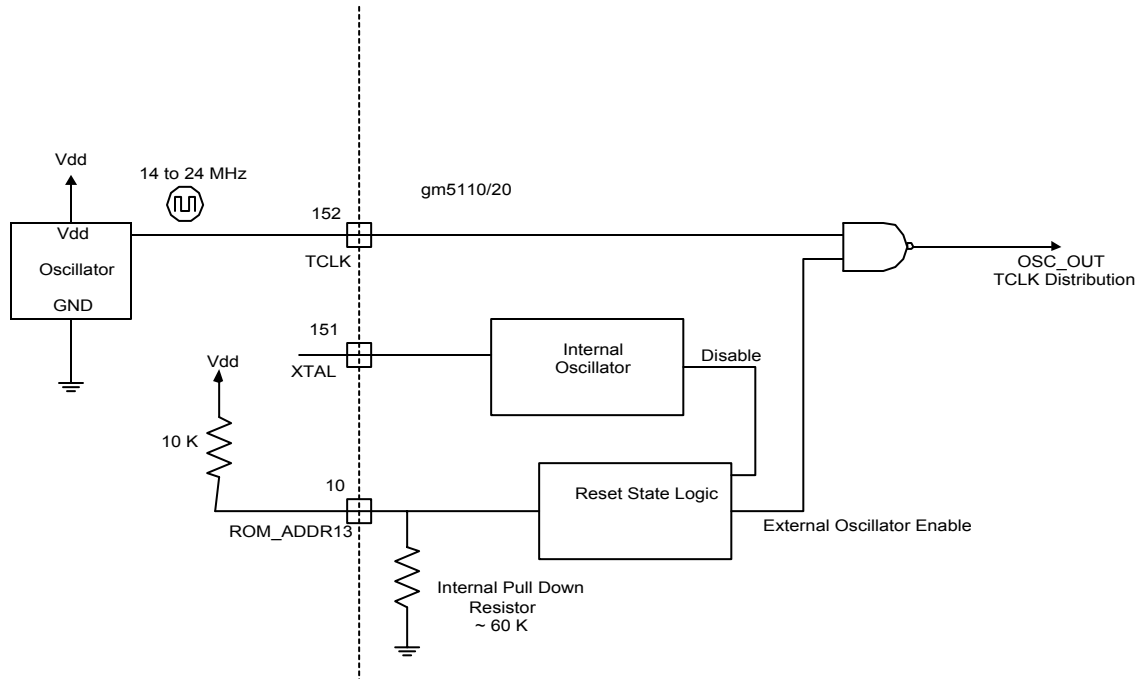 Vdd
14 to 24 MHz
gm5110/20
152
Vdd
TCLK
Oscillator
OSC_OUT
TCLK Distribution
GND
151
Internal
Oscillator
Disable
Vdd
XTAL
10 K
10
Reset State Logic
ROM_ADDR13
External Oscillator Enable
Internal Pull Down
Resistor
~ 60 K